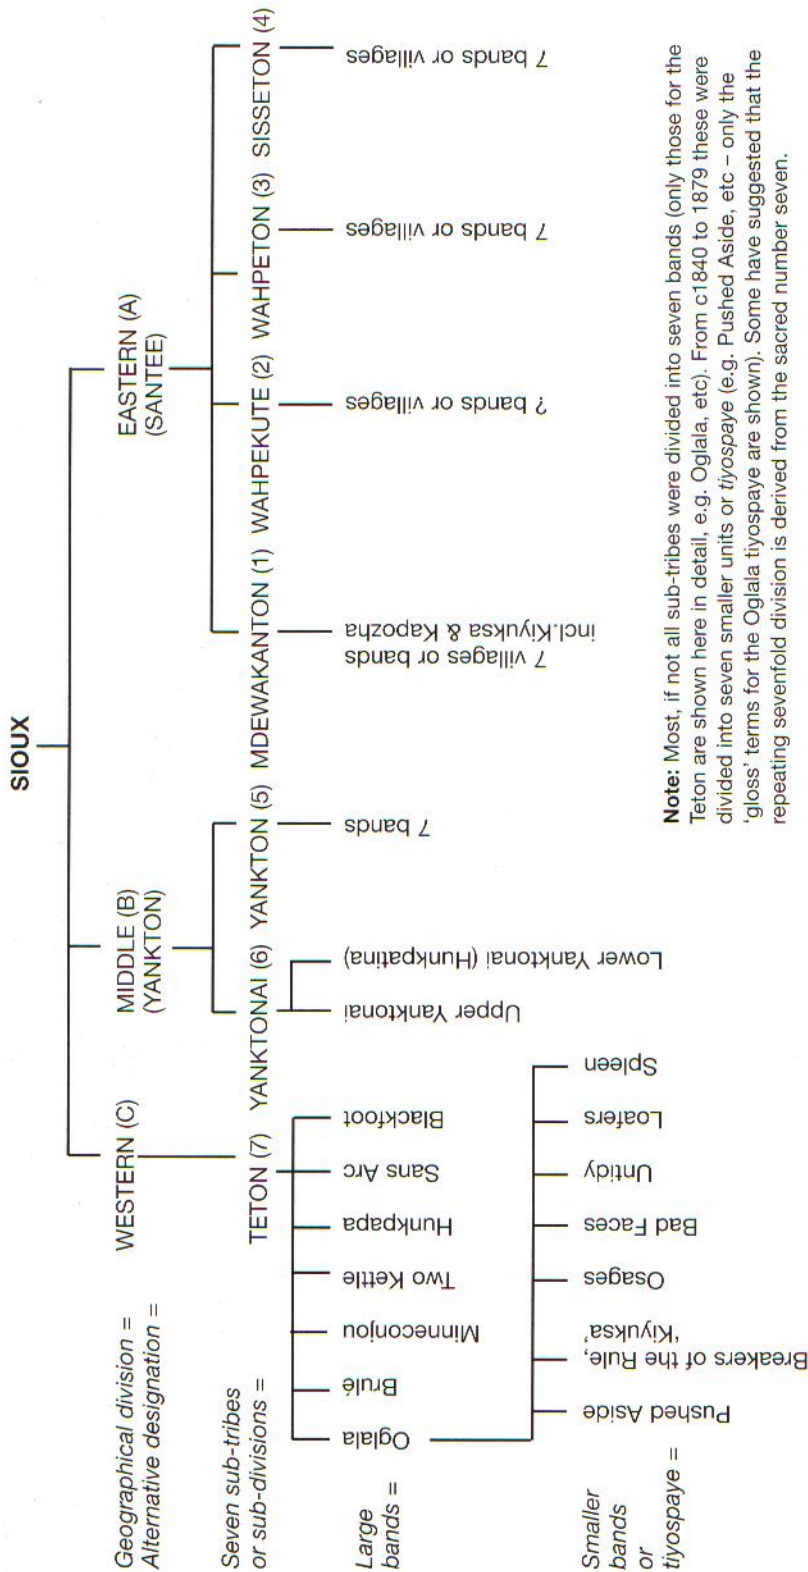 SIOUX
Geographical division =
Alternative designation =
WESTERN (C)
MIDDLE (B)
(YANKTON)
EASTERN (A)
(SANTEE)
Seven sub-tribes
or sub-divisions =
TETON (7)
YANKTONAI (6)
YANKTON (5)
MDEWAKANTON (1)
WAHPEKUTE (2)
WAHPETON (3)
SISSETON (4)
Large
bands =
Oglala
Brulé
Minneconjou
Two Kettle
Hunkpapa
Sans Arc
Blackfoot
Upper Yanktonai
Lower Yanktonai (Hunkpatina)
7 bands
7 villages or bands
incl.Kiyuksa & Kapozha
? bands or villages
7 bands or villages
7 bands or villages
Smaller
bands
or
tiyospaye =
Pushed Aside
Breakers of the Rule,
'Kiyuksa'
Osages
Bad Faces
Untidy
Loafers
Spleen
Note: Most, if not all sub-tribes were divided into seven bands (only those for the
Teton are shown here in detail, e.g. Oglala, etc). From c1840 to 1879 these were
divided into seven smaller units or tiyospaye (e.g. Pushed Aside, etc – only the
'gloss' terms for the Oglala tiyospaye are shown). Some have suggested that the
repeating sevenfold division is derived from the sacred number seven.